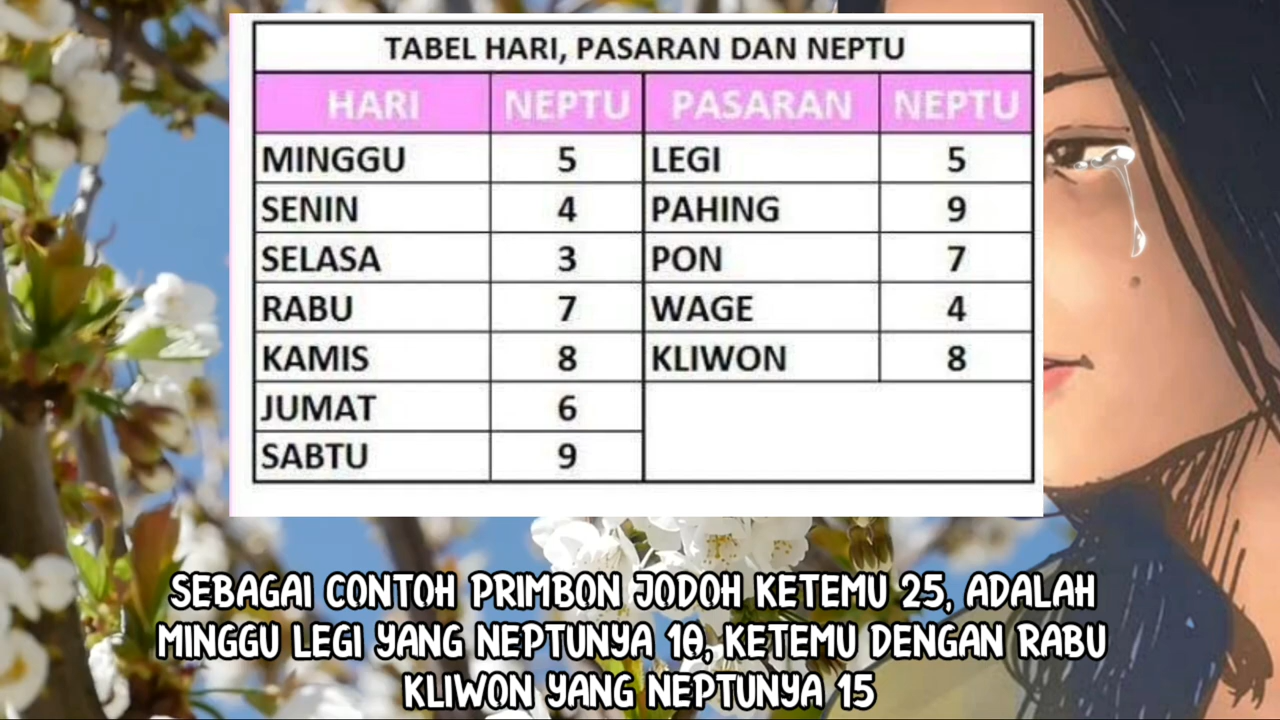 TABEL HARI, PASARAN DAN NEPTU
HARI NEPTU PASARAN NEPTU
MINGGU 5 LEGI 5
SENIN 4 PAHING 9
SELASA 3 PON 7
RABU 7 WAGE 4
KAMIS 8 KLIWON 8
JUMAT 6
SABTU 9
SEBAGAI CONTOH PRIMBON JODOH KETEMU 25, ADALAH
MINGGU LEGI YANG NEPTUNYA 10, KETEMU DENGAN RABU
KLIWON YANG NEPTUNYA 15